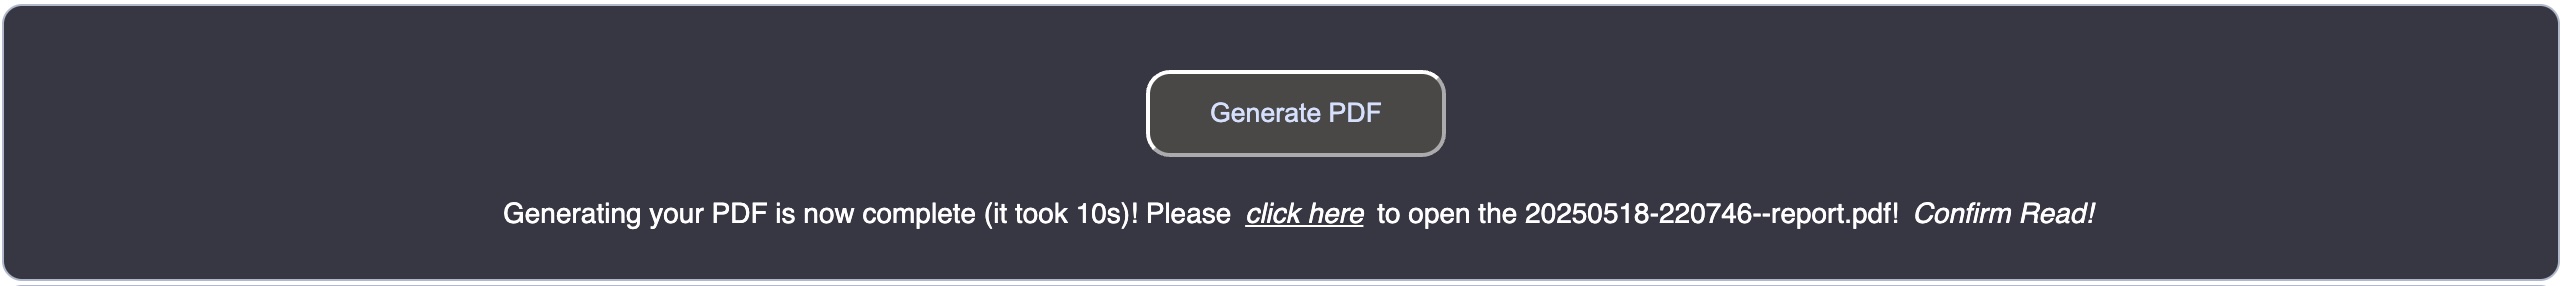 Generate PDF
Generating your PDF is now complete (it took 10s)! Please click here to open the 20250518-220746--report.pdf! Confirm Read!